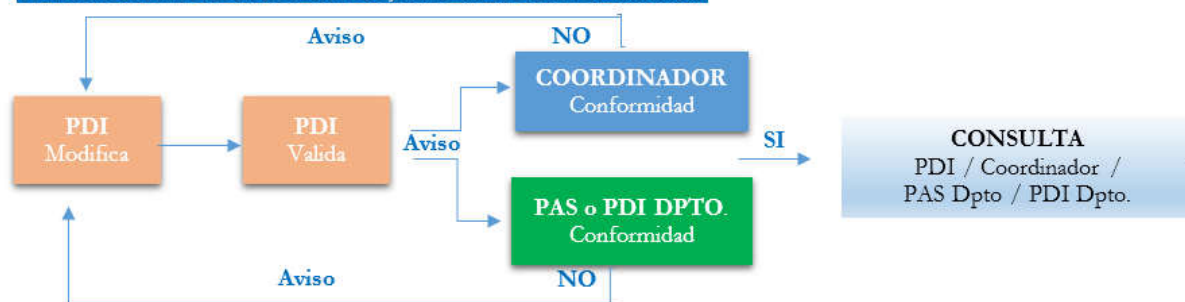 Aviso
NO
COORDINADOR
Conformidad
PDI
Modifica
PDI
Valida
Aviso
SI
CONSULTA
PDI / Coordinador /
PAS Dpto / PDI Dpto.
PAS o PDI DPTO.
Conformidad
Aviso
NO